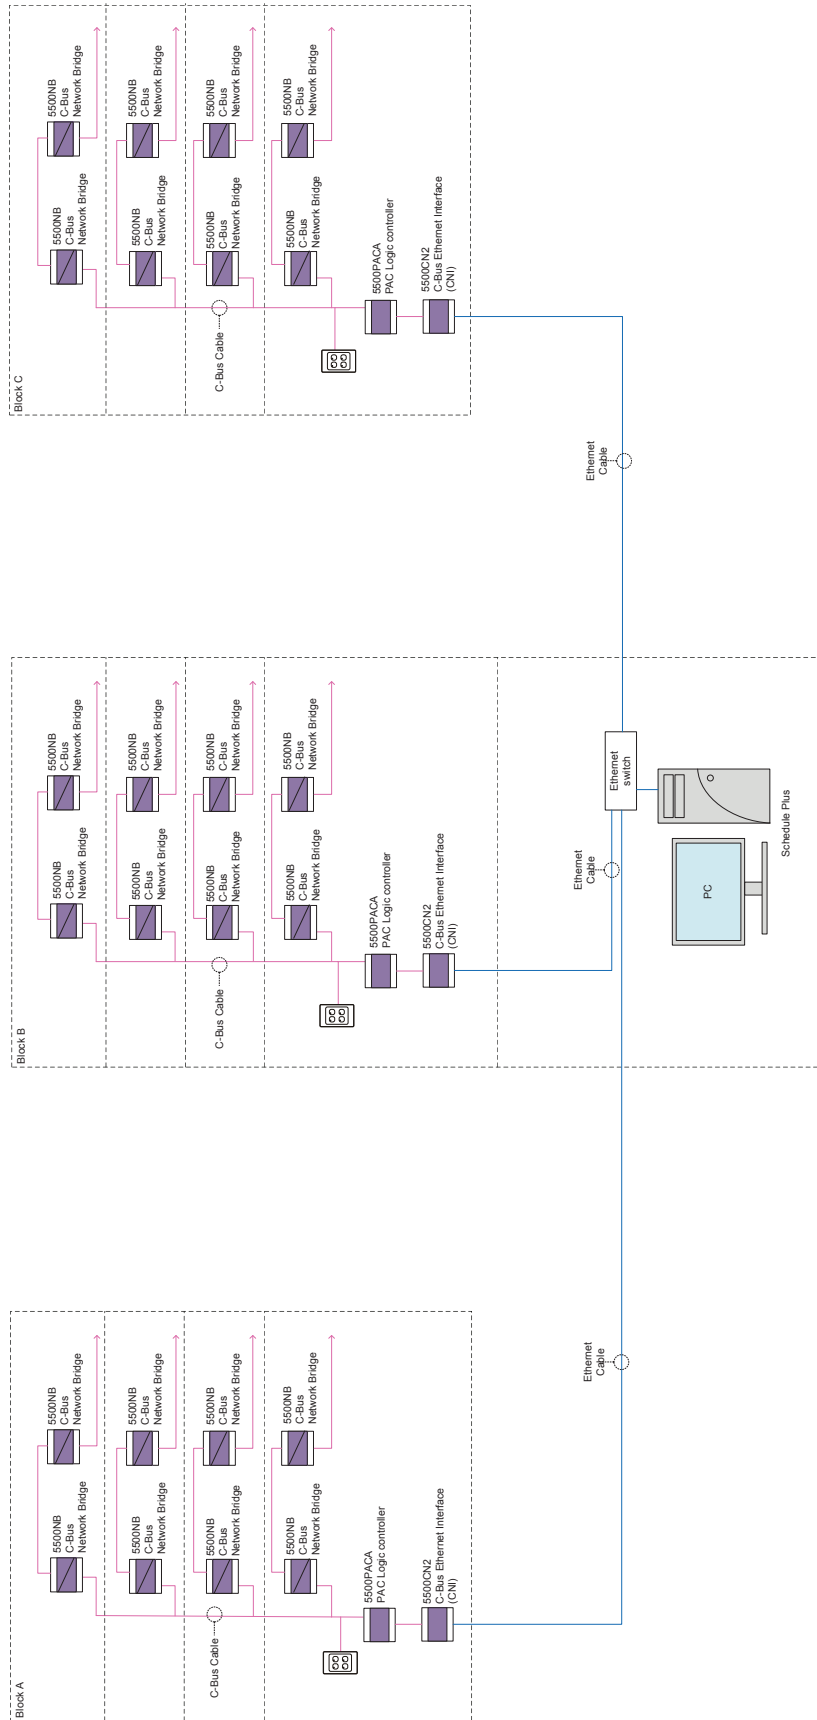 Block A
5500NB
C-Bus
Network Bridge
5500NB
C-Bus
Network Bridge
5500NB
C-Bus
Network Bridge
5500NB
C-Bus
Network Bridge
C-Bus Cable
5500NB
C-Bus
Network Bridge
5500NB
C-Bus
Network Bridge
5500NB
C-Bus
Network Bridge
5500NB
C-Bus
Network Bridge
5500PACA
PAC Logic controller
5500CN2
C-Bus Ethernet Interface
(CNI)
Ethernet
Cable
Block B
5500NB
C-Bus
Network Bridge
5500NB
C-Bus
Network Bridge
5500NB
C-Bus
Network Bridge
5500NB
C-Bus
Network Bridge
C-Bus Cable
5500NB
C-Bus
Network Bridge
5500NB
C-Bus
Network Bridge
5500NB
C-Bus
Network Bridge
5500NB
C-Bus
Network Bridge
5500PACA
PAC Logic controller
5500CN2
C-Bus Ethernet Interface
(CNI)
Ethernet
Cable
Ethernet
switch
PC
Schedule Plus
Block C
5500NB
C-Bus
Network Bridge
5500NB
C-Bus
Network Bridge
5500NB
C-Bus
Network Bridge
5500NB
C-Bus
Network Bridge
C-Bus Cable
5500NB
C-Bus
Network Bridge
5500NB
C-Bus
Network Bridge
5500NB
C-Bus
Network Bridge
5500NB
C-Bus
Network Bridge
5500PACA
PAC Logic controller
5500CN2
C-Bus Ethernet Interface
(CNI)
Ethernet
Cable